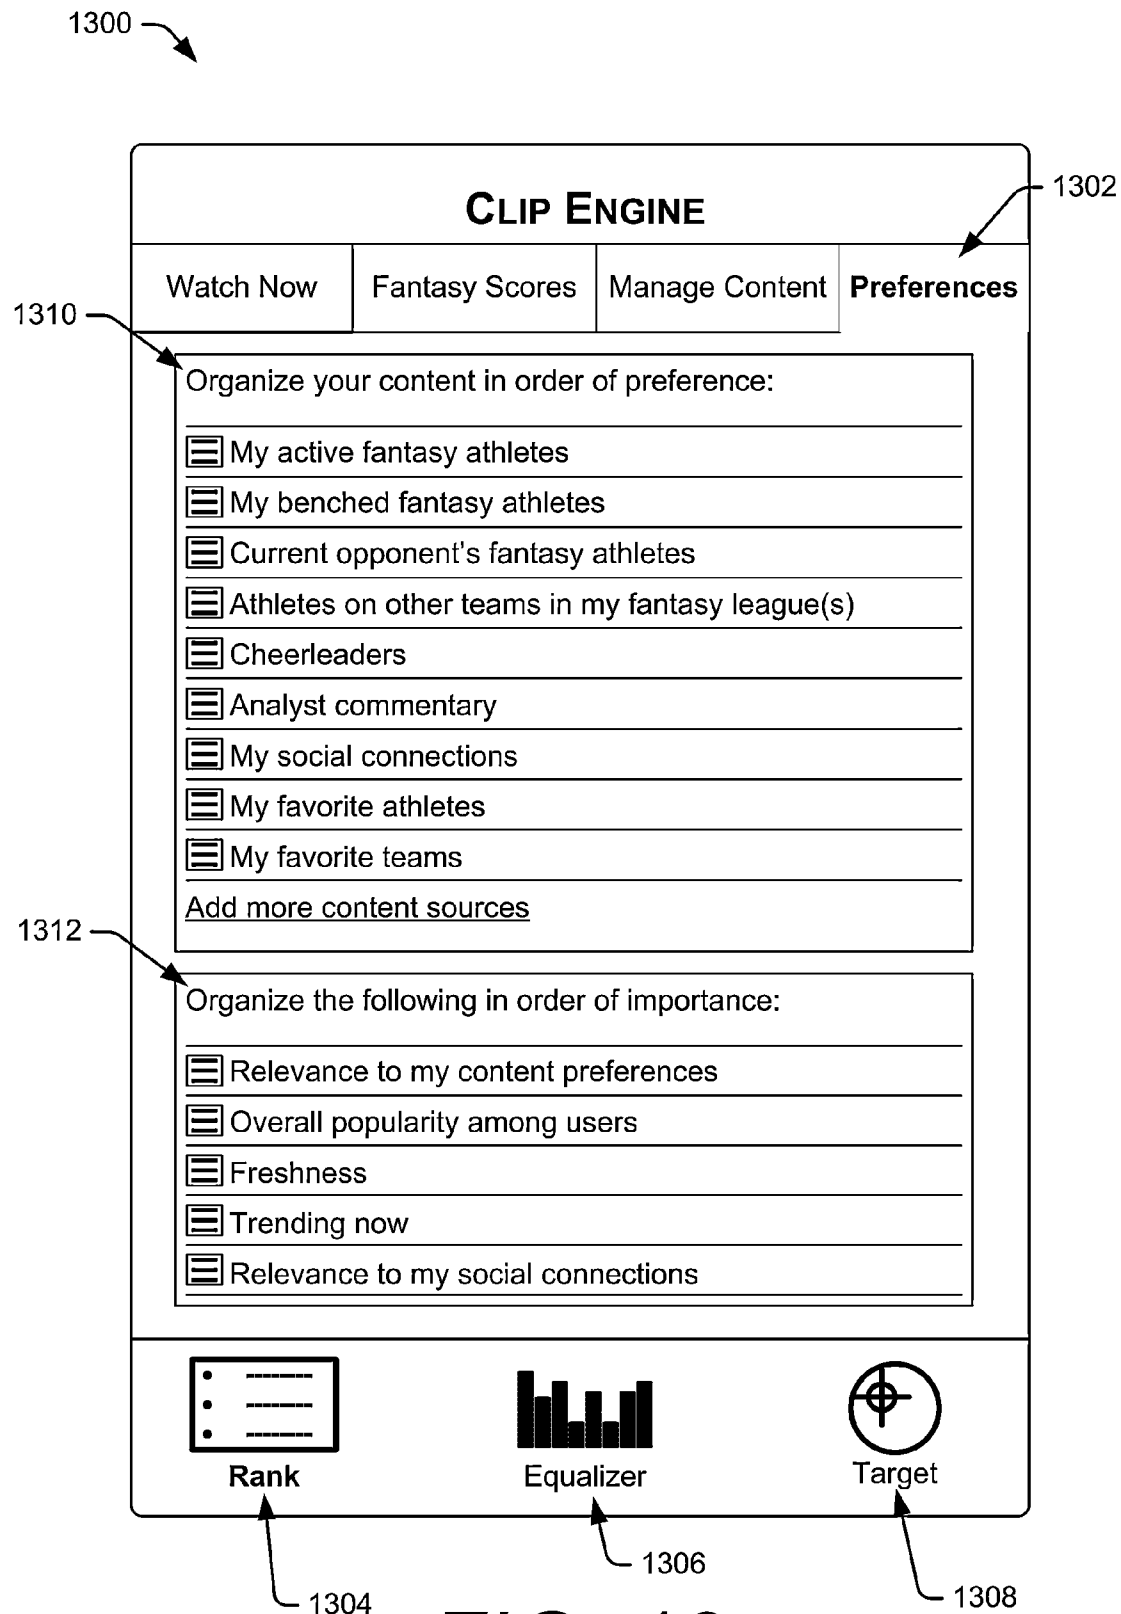 1300
CLIP ENGINE
1302
Watch Now
Fantasy Scores
Manage Content
Preferences
1310
Organize your content in order of preference:
My active fantasy athletes
My benched fantasy athletes
Current opponent's fantasy athletes
Athletes on other teams in my fantasy league(s)
Cheerleaders
Analyst commentary
My social connections
My favorite athletes
My favorite teams
Add more content sources
1312
Organize the following in order of importance:
Relevance to my content preferences
Overall popularity among users
Freshness
Trending now
Relevance to my social connections
Rank
Equalizer
Target
1304
1306
1308